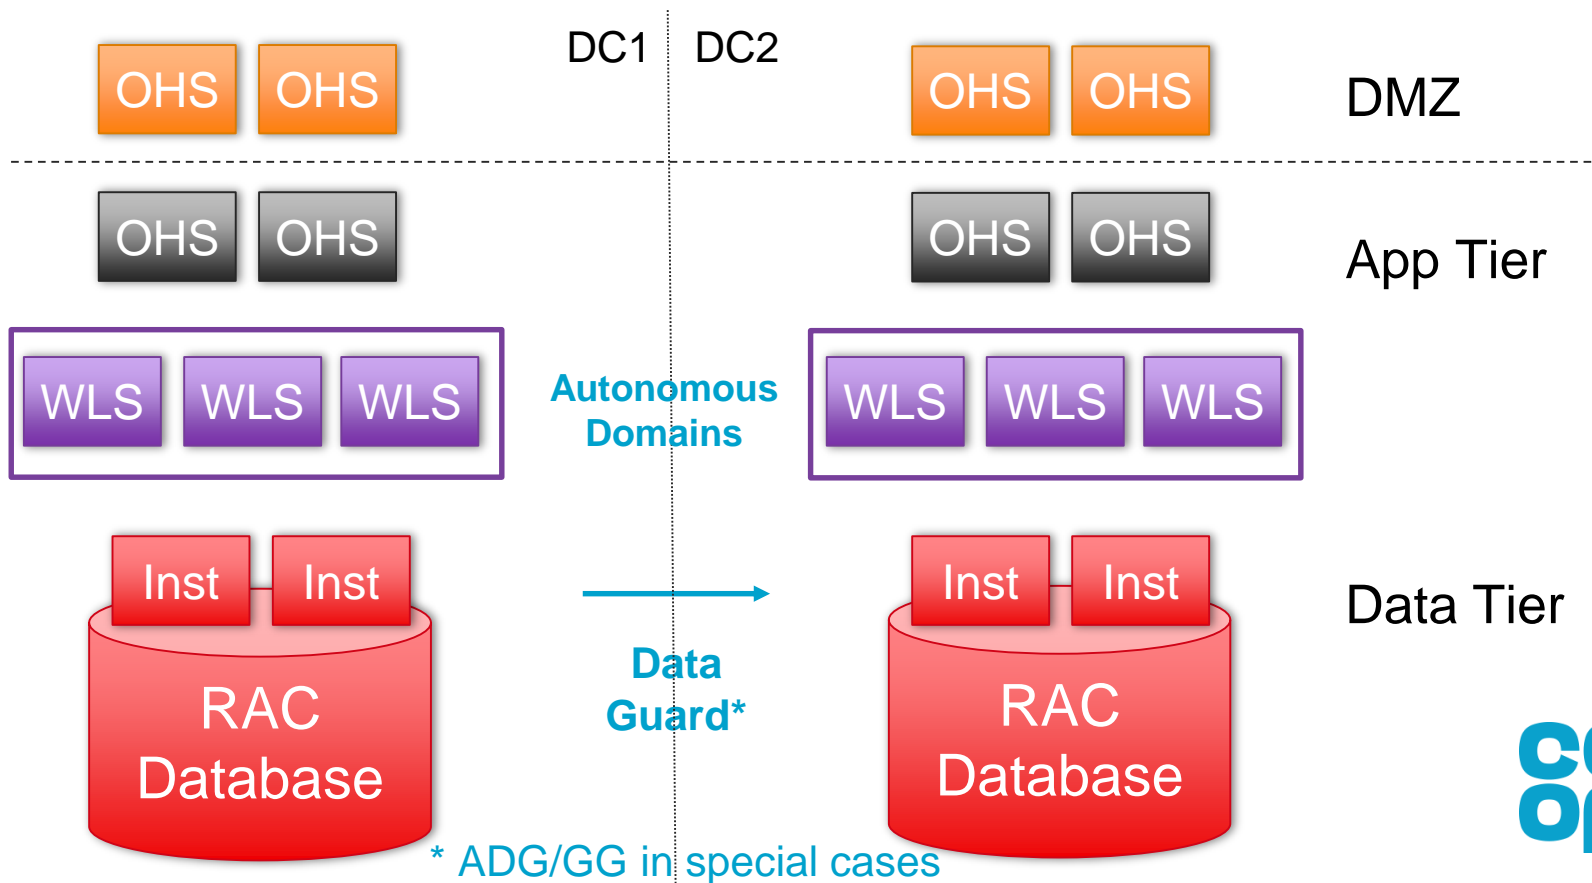 DC1 DC2
OHS OHS OHS OHS DMZ
OHS OHS OHS OHS App Tier
WLS WLS WLS Autonomous Domains WLS WLS WLS
Inst Inst Inst Inst Data Tier
RAC
Database
Data
Guard*
RAC
Database
* ADG/GG in special cases